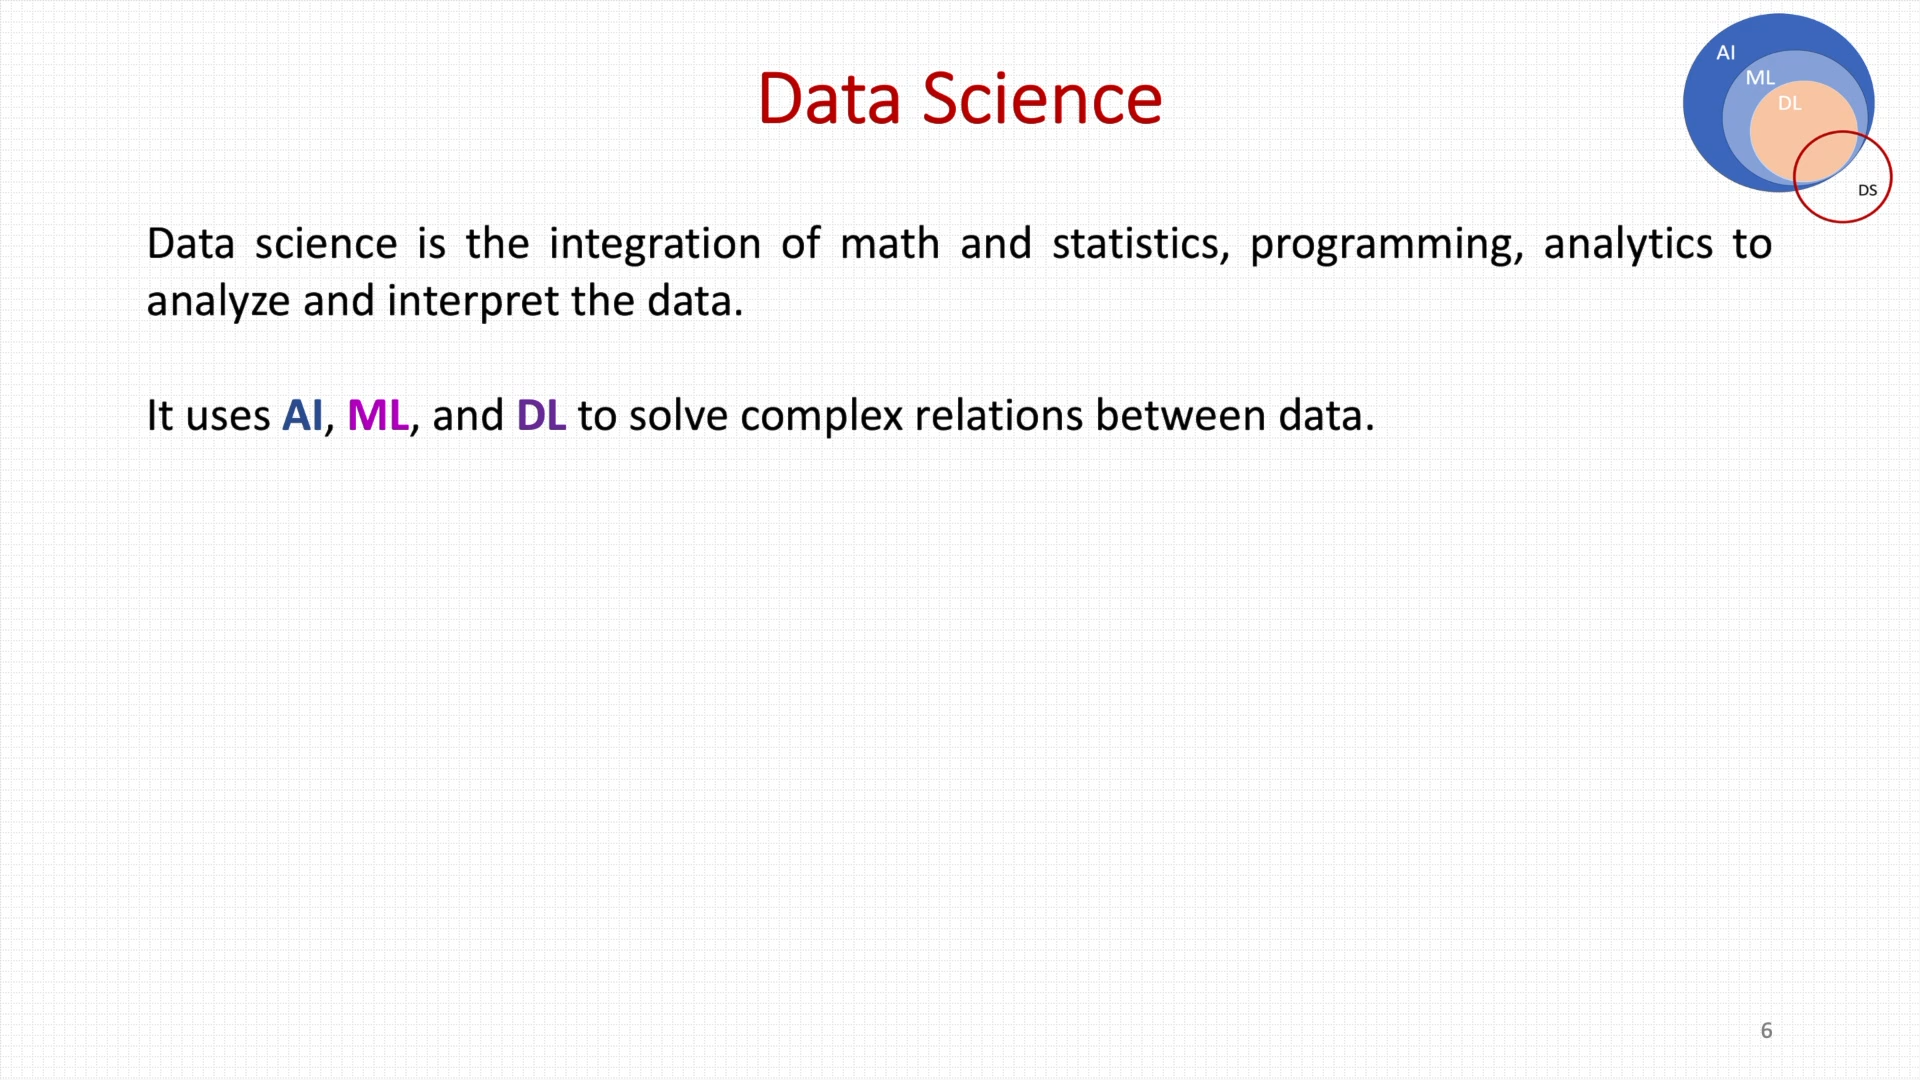 Data Science
AI
ML
DL
DS
Data science is the integration of math and statistics, programming, analytics to
analyze and interpret the data.
It uses AI, ML, and DL to solve complex relations between data.
6